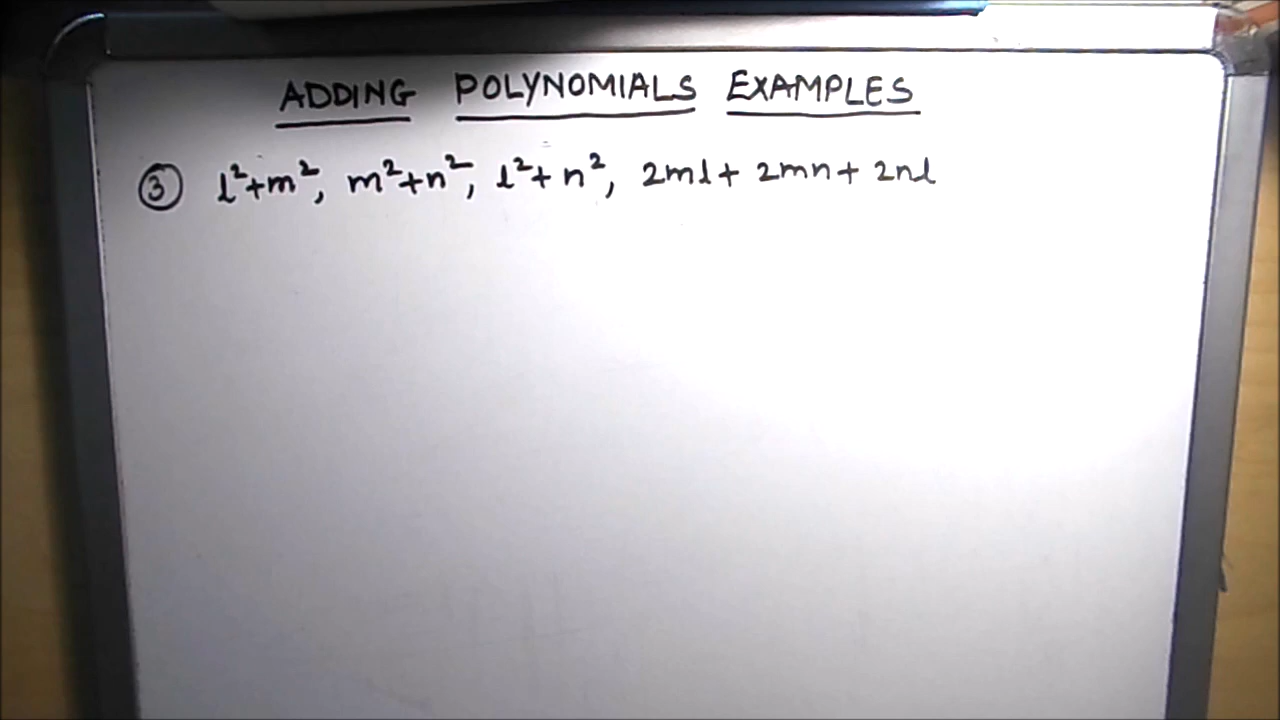 ADDING POLYNOMIALS EXAMPLES
③ l²+m², m²+n², l²+n², 2ml+2mn+2nl